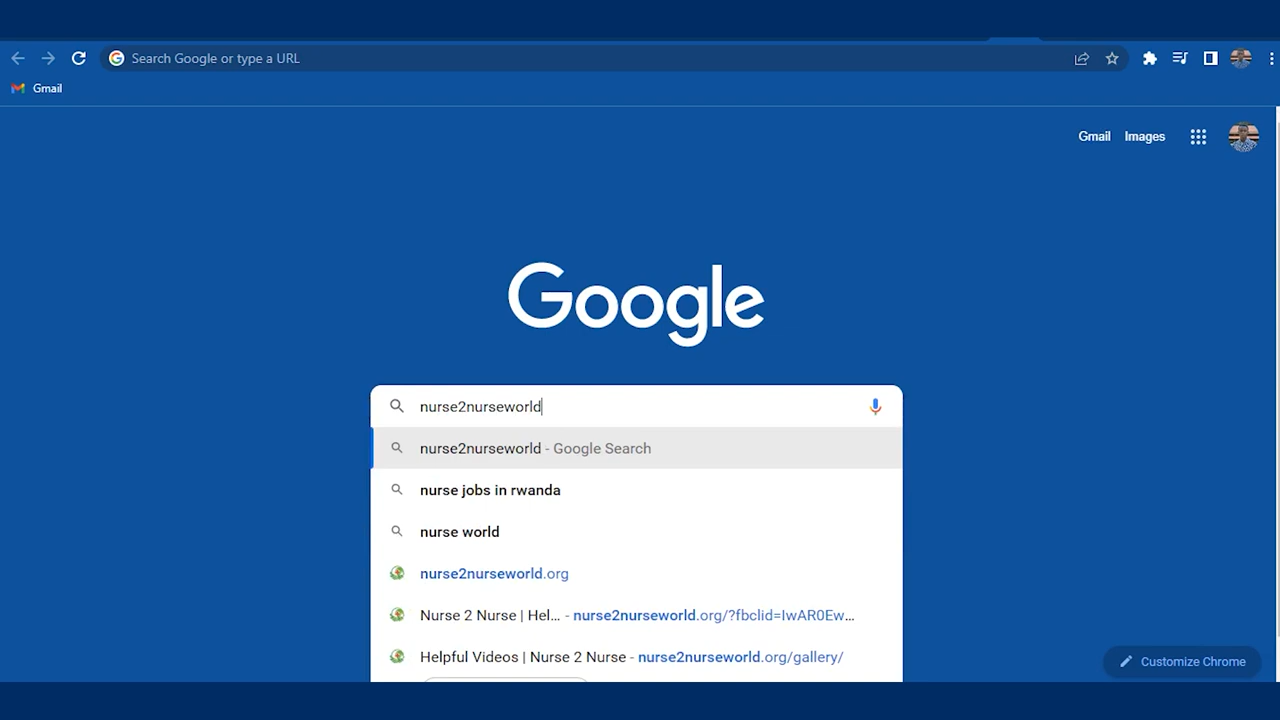 Search Google or type a URL
Gmail
Gmail Images
Google
nurse2nurseworld
nurse2nurseworld - Google Search
nurse jobs in rwanda
nurse world
nurse2nurseworld.org
Nurse 2 Nurse | Hel... - nurse2nurseworld.org/?fbclid=IwAR0Ew...
Helpful Videos | Nurse 2 Nurse - nurse2nurseworld.org/gallery/
Customize Chrome